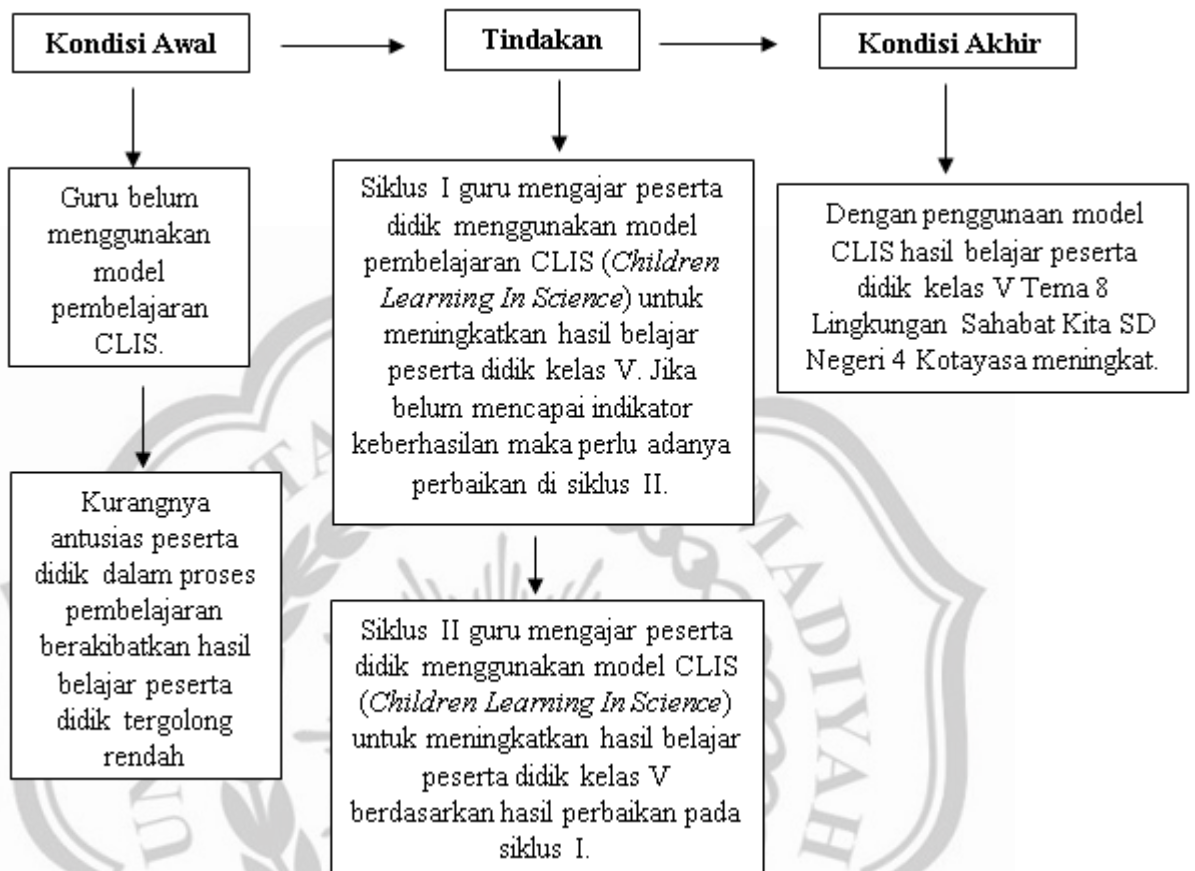 Kondisi Awal
Tindakan
Kondisi Akhir
Guru belum
menggunakan
model
pembelajaran
CLIS.
Kurangnya
antusias peserta
didik dalam proses
pembelajaran
berakibatkan hasil
belajar peserta
didik tergolong
rendah
Siklus I guru mengajar peserta
didik menggunakan model
pembelajaran CLIS (Children
Learning In Science) untuk
meningkatkan hasil belajar
peserta didik kelas V. Jika
belum mencapai indikator
keberhasilan maka perlu adanya
perbaikan di siklus II.
Siklus II guru mengajar peserta
didik menggunakan model CLIS
(Children Learning In Science)
untuk meningkatkan hasil belajar
peserta didik kelas V
berdasarkan hasil perbaikan pada
siklus I.
Dengan penggunaan model
CLIS hasil belajar peserta
didik kelas V Tema 8
Lingkungan Sahabat Kita SD
Negeri 4 Kotayasa meningkat.